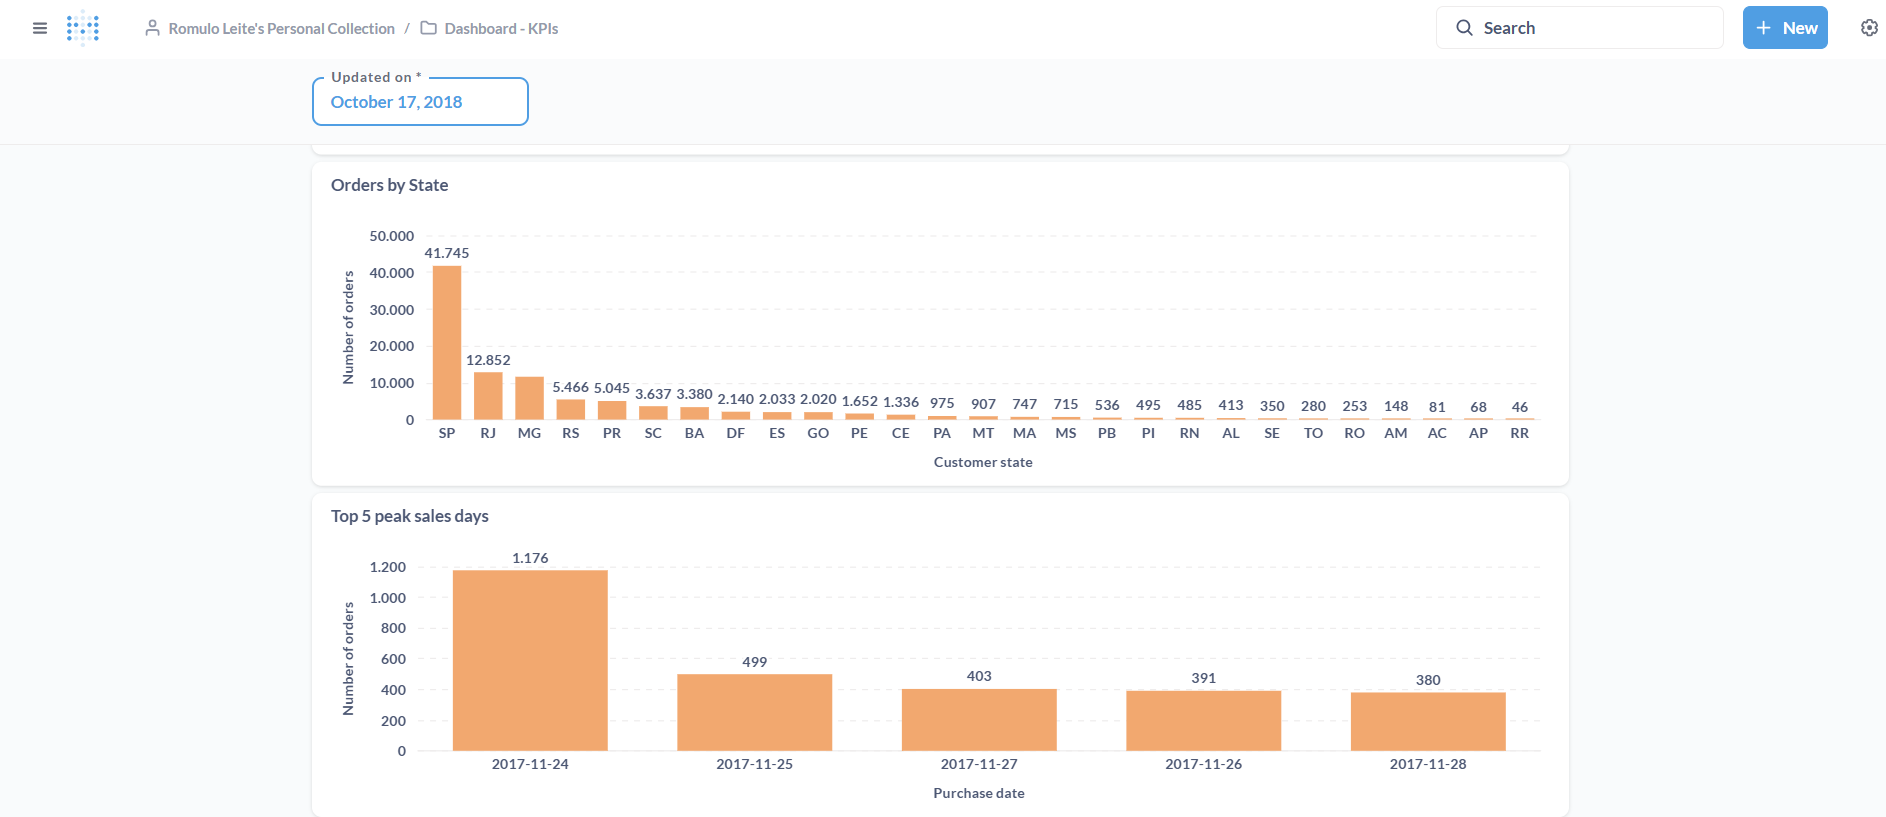 Romulo Leite's Personal Collection / Dashboard - KPIs
Search
New
Updated on *
October 17, 2018
Orders by State
50.000
40.000
30.000
20.000
10.000
0
Number of orders
41.745 12.852 5.466 5.045 3.637 3.380 2.140 2.033 2.020 1.652 1.336 975 907 747 715 536 495 485 413 350 280 253 148 81 68 46
SP RJ MG RS PR SC BA DF ES GO PE CE PA MT MA MS PB PI RN AL SE TO RO AM AC AP RR
Customer state
Top 5 peak sales days
1.200
1.000
800
600
400
200
0
Number of orders
1.176 499 403 391 380
2017-11-24 2017-11-25 2017-11-27 2017-11-26 2017-11-28
Purchase date